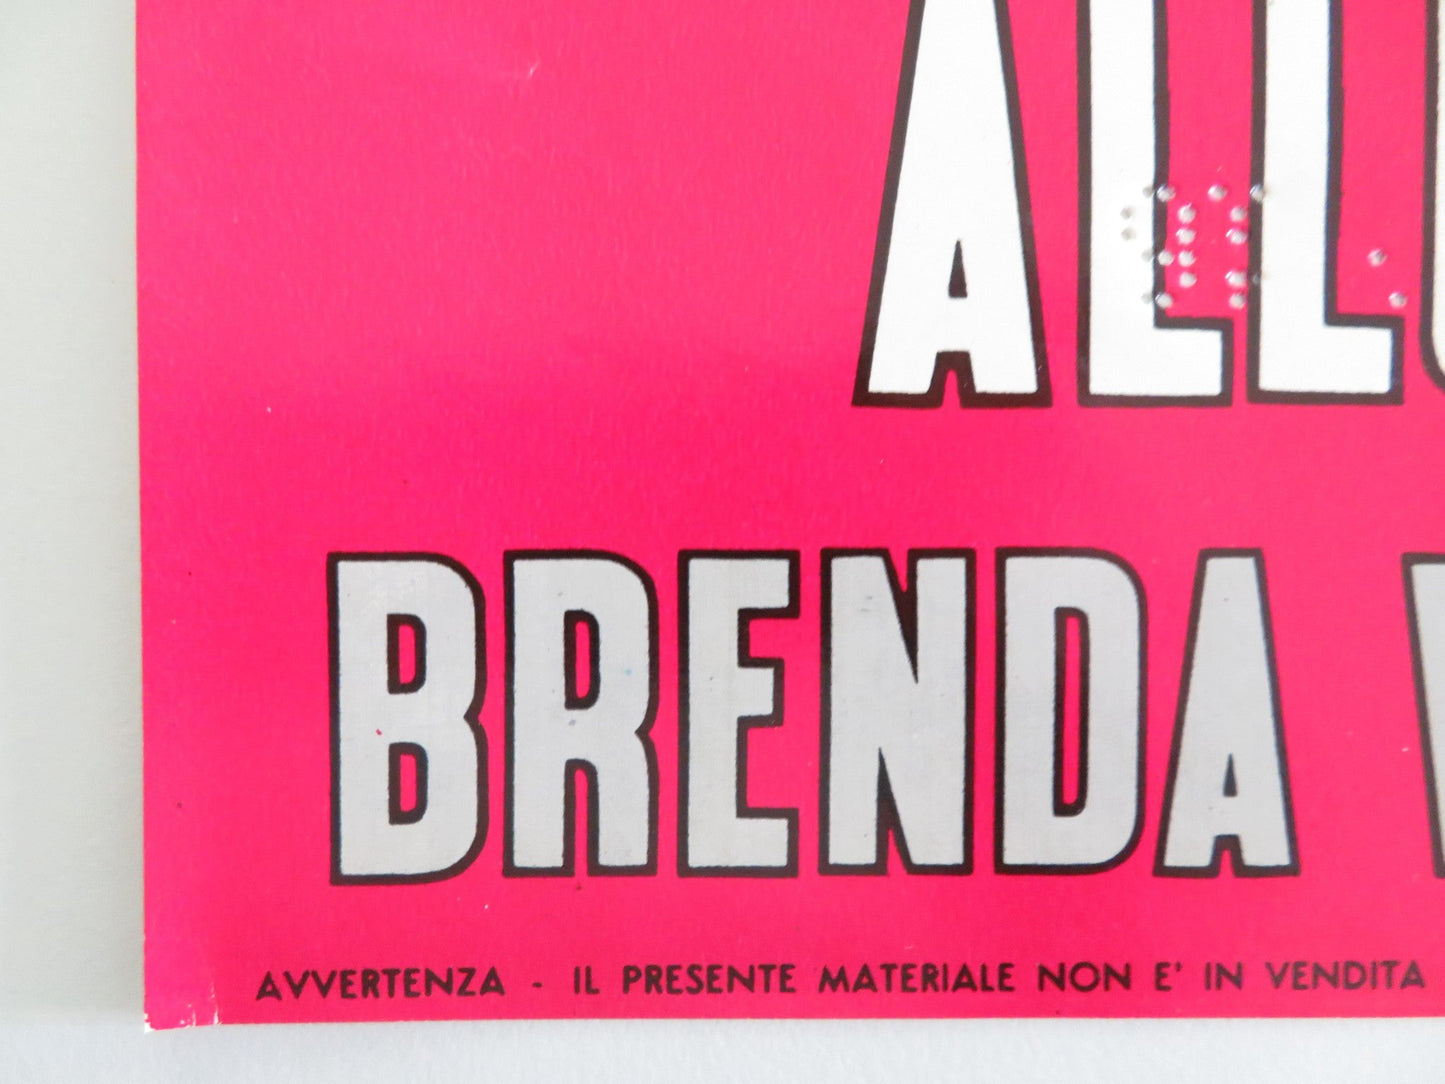 BRENDA
AVVERTENZA - IL PRESENTE MATERIALE NON E' IN VENDITA